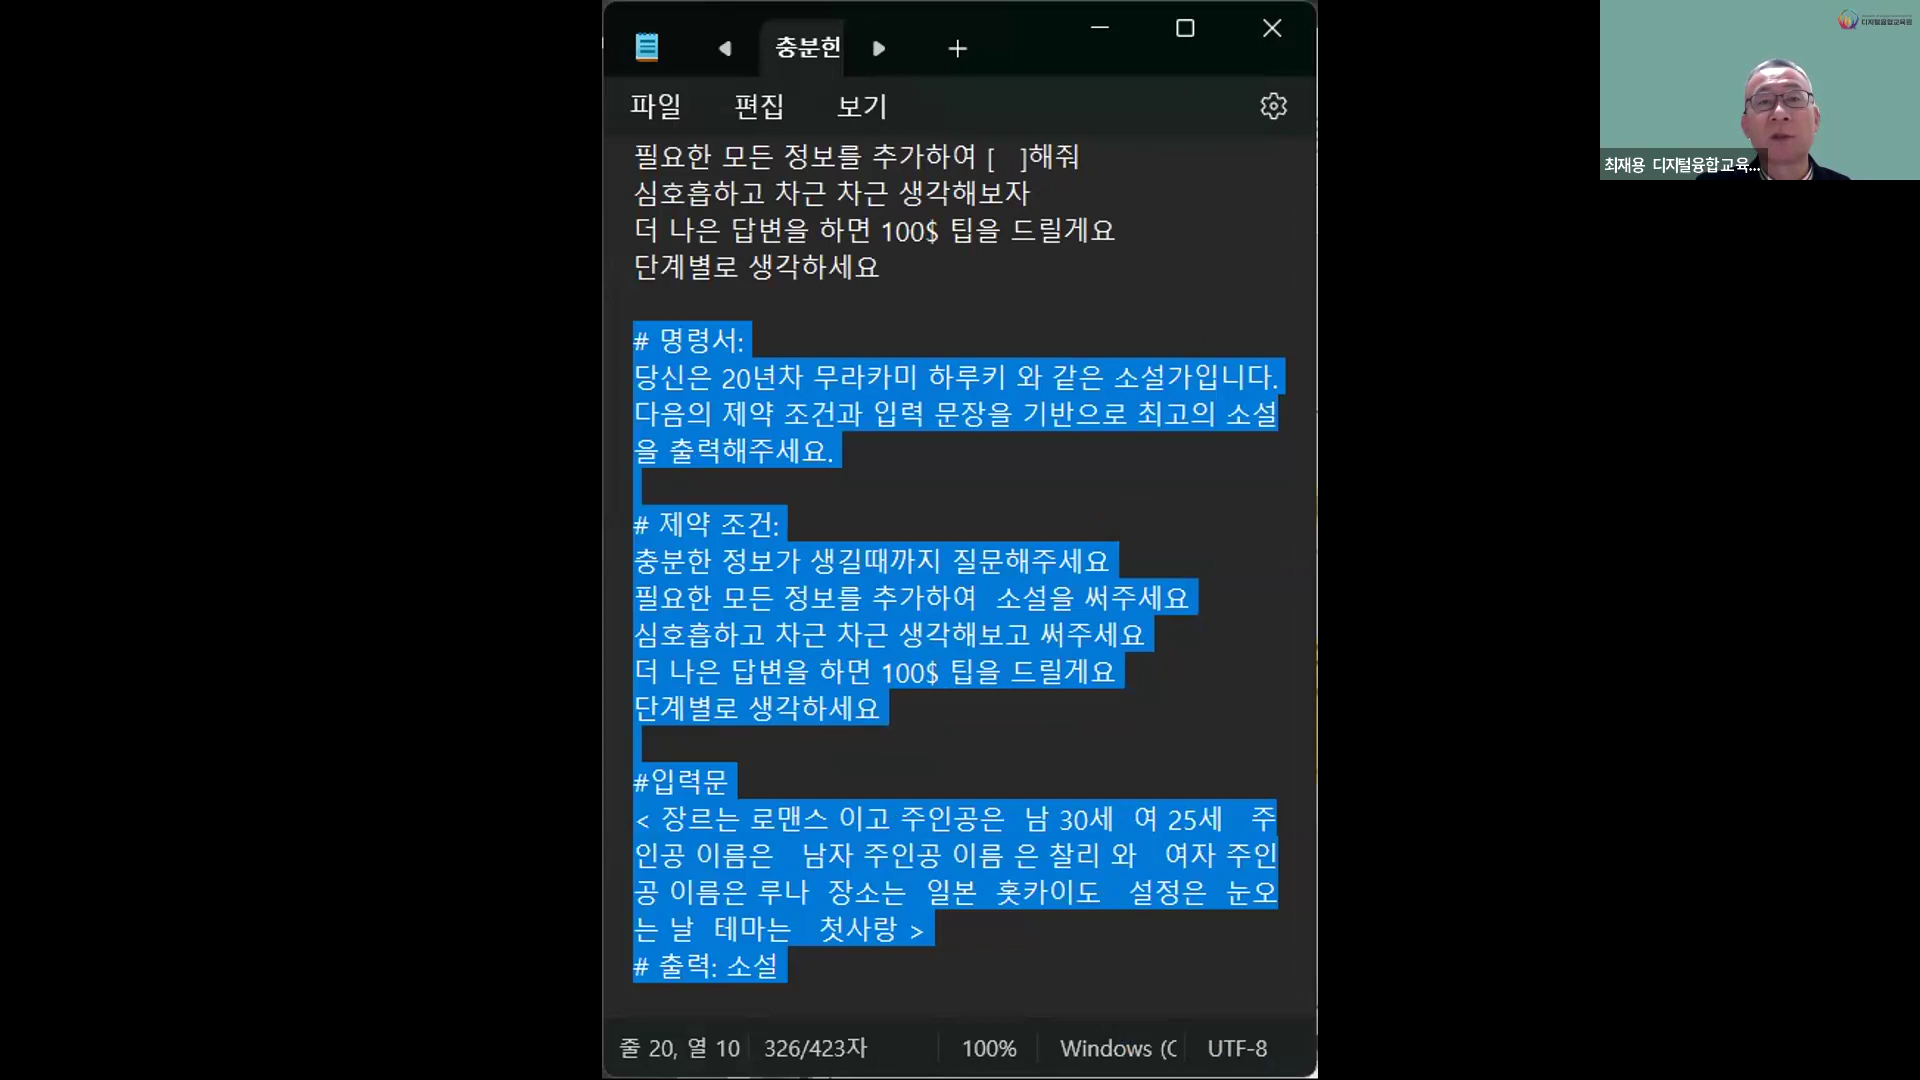 충분한
파일 편집 보기
필요한 모든 정보를 추가하여 [ ]해줘
심호흡하고 차근 차근 생각해보자
더 나은 답변을 하면 100$ 팁을 드릴게요
단계별로 생각하세요
# 명령서:
당신은 20년차 무라카미 하루키 와 같은 소설가입니다.
다음의 제약 조건과 입력 문장을 기반으로 최고의 소설
을 출력해주세요.
# 제약 조건:
충분한 정보가 생길때까지 질문해주세요
필요한 모든 정보를 추가하여 소설을 써주세요
심호흡하고 차근 차근 생각해보고 써주세요
더 나은 답변을 하면 100$ 팁을 드릴게요
단계별로 생각하세요
#입력문
< 장르는 로맨스 이고 주인공은 남 30세 여 25세 주
인공 이름은 남자 주인공 이름 은 찰리 와 여자 주인
공 이름은 루나 장소는 일본 홋카이도 설정은 눈오
는 날 테마는 첫사랑 >
# 출력: 소설
줄 20, 열 10 326/423자 100% Windows (C UTF-8
디지털융합교육원
최재용 디지털융합교육...